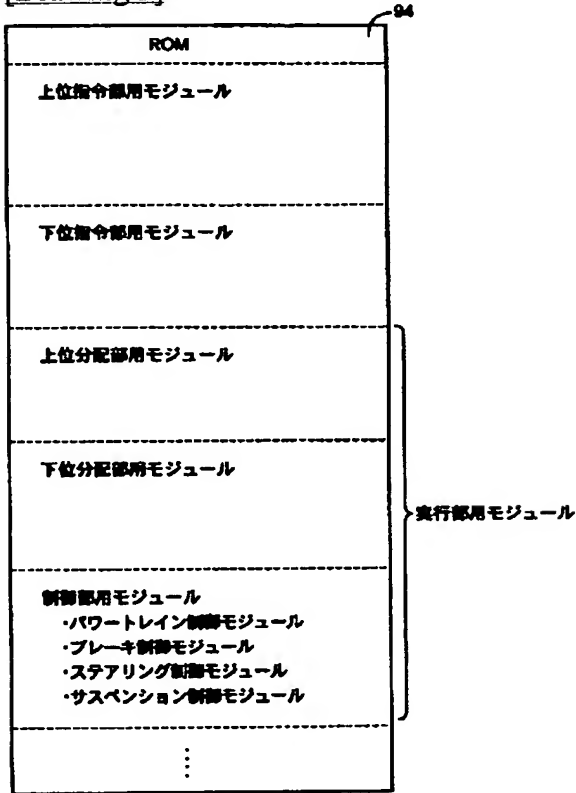 94
ROM
上位指令部用モジュール
下位指令部用モジュール
上位分配部用モジュール
下位分配部用モジュール
実行部用モジュール
制御部用モジュール
・パワートレイン制御モジュール
・ブレーキ制御モジュール
・ステアリング制御モジュール
・サスペンション制御モジュール